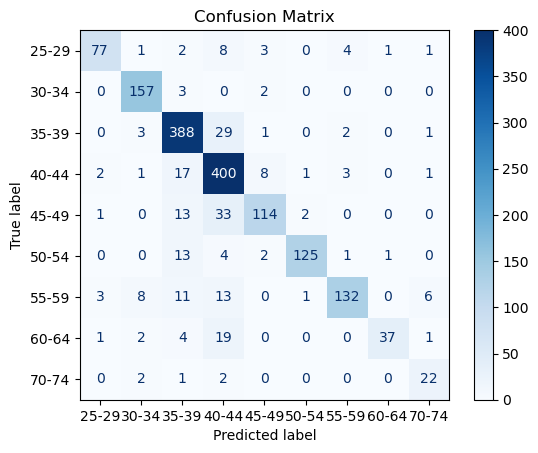 Confusion Matrix
25-29 77 1 2 8 3 0 4 1 1
30-34 0 157 3 0 2 0 0 0 0
35-39 0 3 388 29 1 0 2 0 1
40-44 2 1 17 400 8 1 3 0 1
45-49 1 0 13 33 114 2 0 0 0
50-54 0 0 13 4 2 125 1 1 0
55-59 3 8 11 13 0 1 132 0 6
60-64 1 2 4 19 0 0 0 37 1
70-74 0 2 1 2 0 0 0 0 22
25-29 30-34 35-39 40-44 45-49 50-54 55-59 60-64 70-74
Predicted label
True label
400
350
300
250
200
150
100
50
0